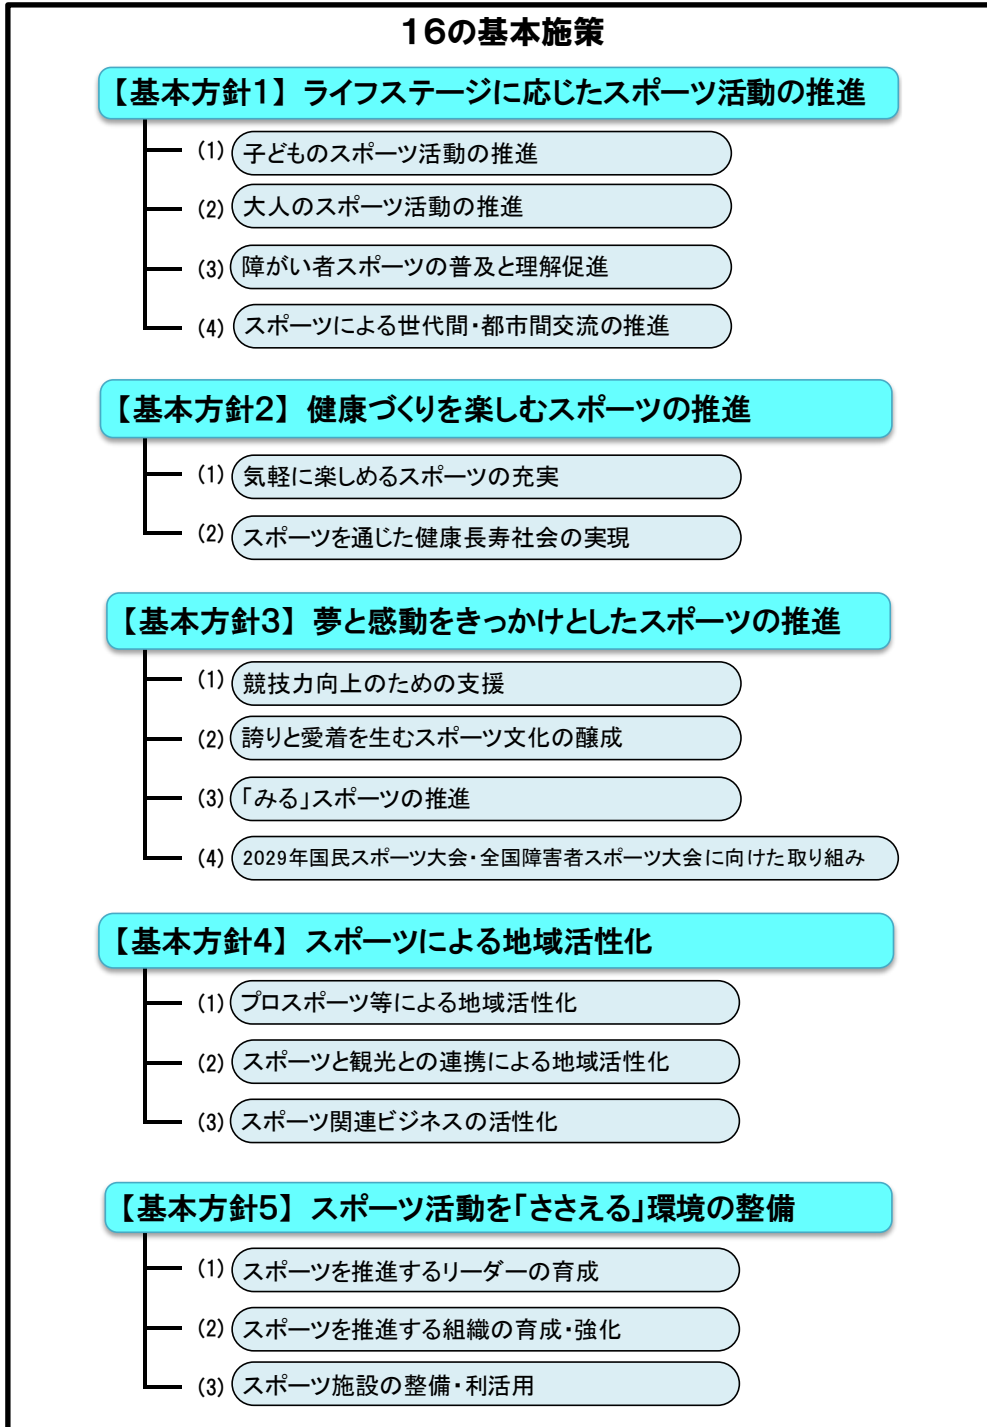 16の基本施策
【基本方針1】 ライフステージに応じたスポーツ活動の推進
(1) 子どものスポーツ活動の推進
(2) 大人のスポーツ活動の推進
(3) 障がい者スポーツの普及と理解促進
(4) スポーツによる世代間・都市間交流の推進
【基本方針2】 健康づくりを楽しむスポーツの推進
(1) 気軽に楽しめるスポーツの充実
(2) スポーツを通じた健康長寿社会の実現
【基本方針3】 夢と感動をきっかけとしたスポーツの推進
(1) 競技力向上のための支援
(2) 誇りと愛着を生むスポーツ文化の醸成
(3) 「みる」スポーツの推進
(4) 2029年国民スポーツ大会・全国障害者スポーツ大会に向けた取り組み
【基本方針4】 スポーツによる地域活性化
(1) プロスポーツ等による地域活性化
(2) スポーツと観光との連携による地域活性化
(3) スポーツ関連ビジネスの活性化
【基本方針5】 スポーツ活動を「ささえる」環境の整備
(1) スポーツを推進するリーダーの育成
(2) スポーツを推進する組織の育成・強化
(3) スポーツ施設の整備・利活用